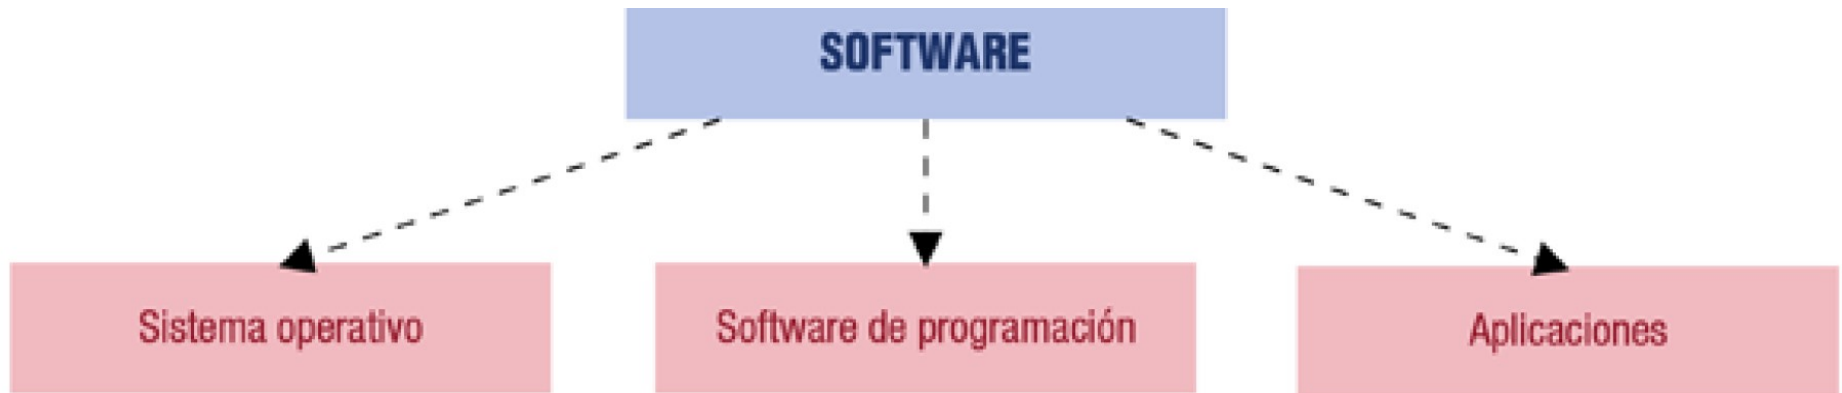 SOFTWARE
Sistema operativo
Software de programación
Aplicaciones